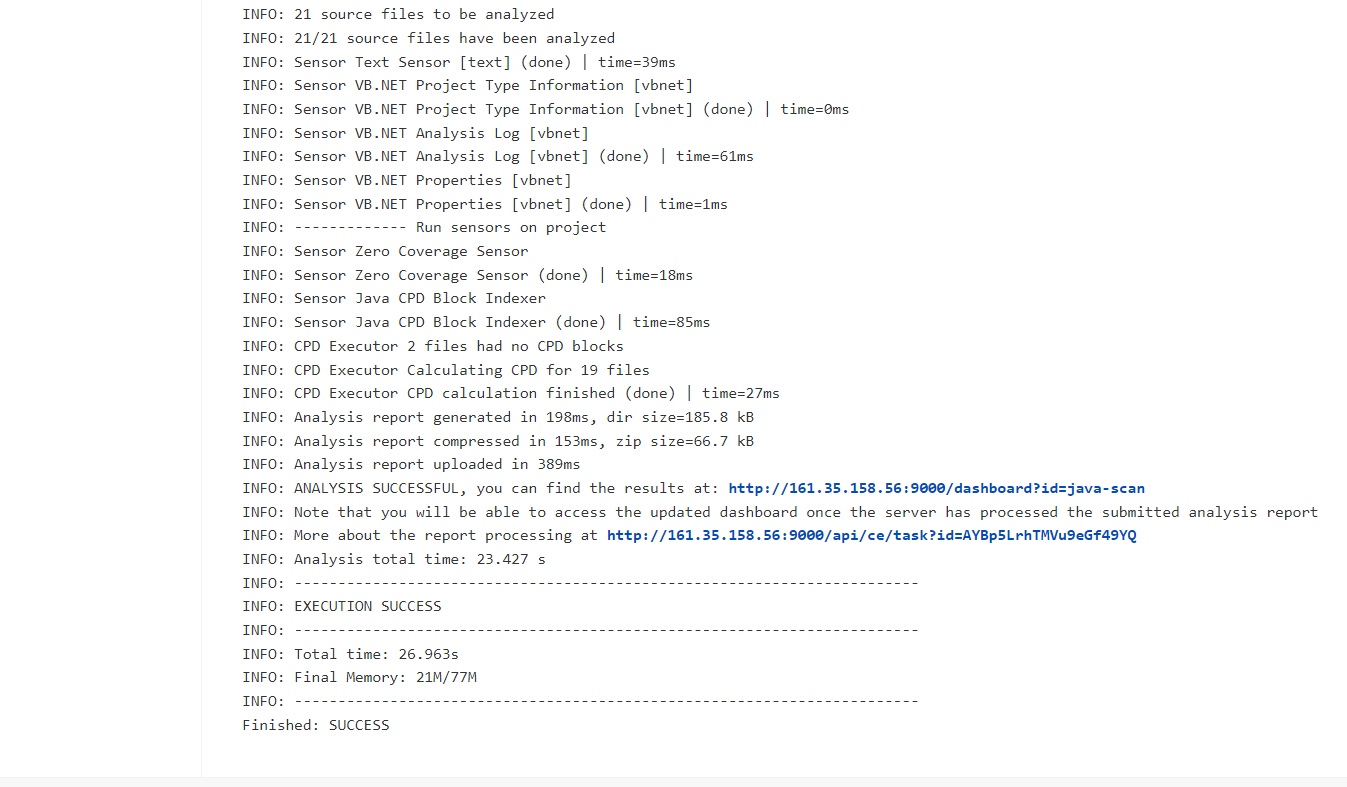 INFO: 21 source files to be analyzed
INFO: 21/21 source files have been analyzed
INFO: Sensor Text Sensor [text] (done) | time=39ms
INFO: Sensor VB.NET Project Type Information [vbnet]
INFO: Sensor VB.NET Project Type Information [vbnet] (done) | time=0ms
INFO: Sensor VB.NET Analysis Log [vbnet]
INFO: Sensor VB.NET Analysis Log [vbnet] (done) | time=61ms
INFO: Sensor VB.NET Properties [vbnet]
INFO: Sensor VB.NET Properties [vbnet] (done) | time=1ms
INFO: ------------- Run sensors on project
INFO: Sensor Zero Coverage Sensor
INFO: Sensor Zero Coverage Sensor (done) | time=18ms
INFO: Sensor Java CPD Block Indexer
INFO: Sensor Java CPD Block Indexer (done) | time=85ms
INFO: CPD Executor 2 files had no CPD blocks
INFO: CPD Executor Calculating CPD for 19 files
INFO: CPD Executor CPD calculation finished (done) | time=27ms
INFO: Analysis report generated in 198ms, dir size=185.8 kB
INFO: Analysis report compressed in 153ms, zip size=66.7 kB
INFO: Analysis report uploaded in 389ms
INFO: ANALYSIS SUCCESSFUL, you can find the results at: http://161.35.158.56:9000/dashboard?id=java-scan
INFO: Note that you will be able to access the updated dashboard once the server has processed the submitted analysis report
INFO: More about the report processing at http://161.35.158.56:9000/api/ce/task?id=AYBp5LrhTMVu9eGf49YQ
INFO: Analysis total time: 23.427 s
INFO: ------------------------------------------------------------------------
INFO: EXECUTION SUCCESS
INFO: ------------------------------------------------------------------------
INFO: Total time: 26.963s
INFO: Final Memory: 21M/77M
INFO: ------------------------------------------------------------------------
Finished: SUCCESS